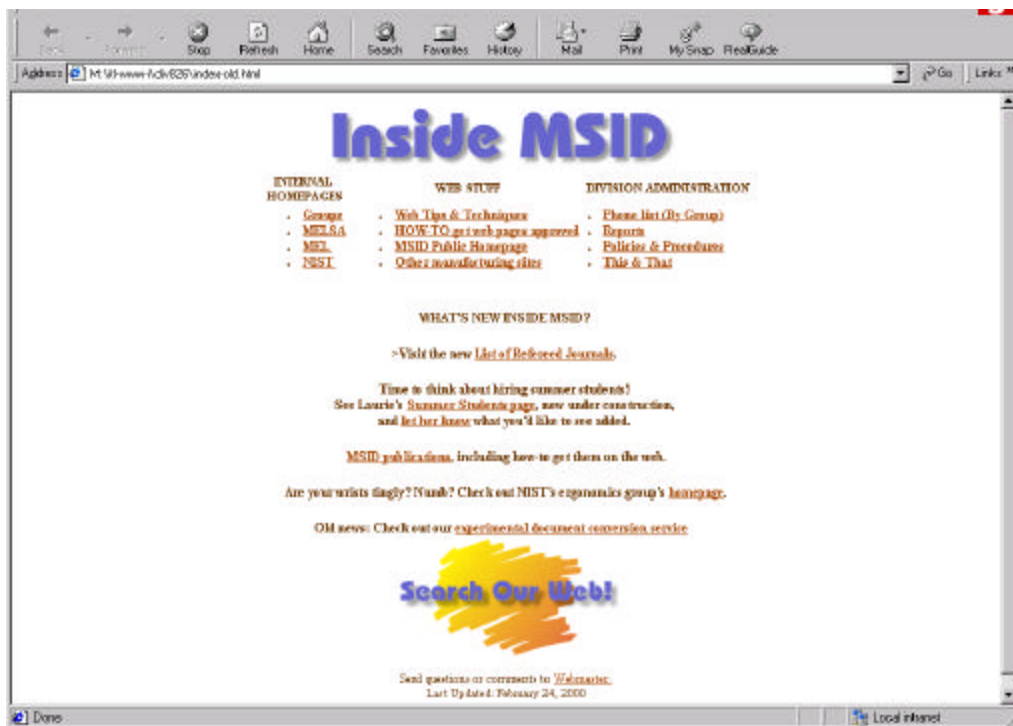 Stop Refresh Home Search Favorites History Mail Print My Snap RealGuide
Address Go Links »
Inside MSID
INTERNAL HOMEPAGES
Groups
MELSA
MEL
NIST
WEB STUFF
Web Tips & Techniques
HOW-TO get web pages approved
MSID Public Homepage
Other manufacturing sites
DIVISION ADMINISTRATION
Phone list (By Group)
Reports
Policies & Procedures
This & That
WHAT'S NEW INSIDE MSID?
>Visit the new List of Refereed Journals.
Time to think about hiring summer students!
See Laurie's Summer Students page, now under construction,
and let her know what you'd like to see added.
MSID publications, including how-to get them on the web.
Are your wrists tingly? Numb? Check out NIST's ergonomics group's homepage.
Old news: Check out our experimental document conversion service
Search Our Web!
Send questions or comments to Webmaster.
Last Updated: February 24, 2000
Done Local intranet